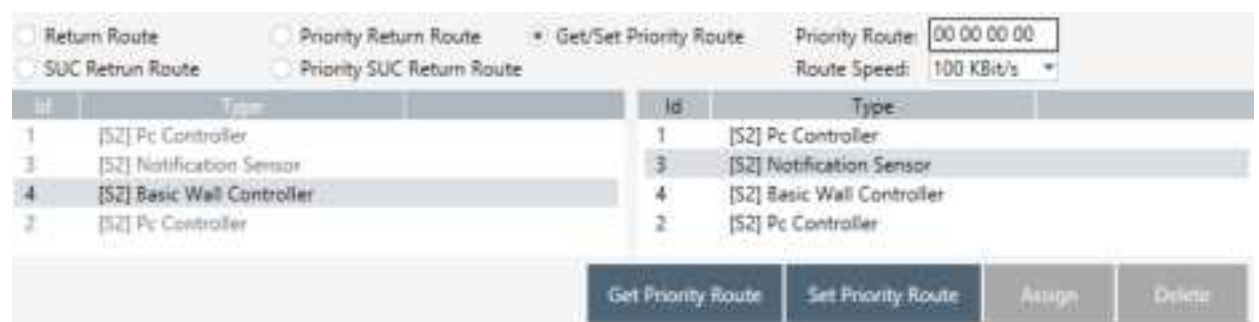 Return Route Priority Return Route Get/Set Priority Route Priority Route: 00 00 00 00
SUC Retrun Route Priority SUC Return Route Route Speed: 100 KBit/s
Id Type Id Type
1 [S2] Pc Controller 1 [S2] Pc Controller
3 [S2] Notification Sensor 3 [S2] Notification Sensor
4 [S2] Basic Wall Controller 4 [S2] Basic Wall Controller
2 [S2] Pc Controller 2 [S2] Pc Controller
Get Priority Route Set Priority Route Assign Delete